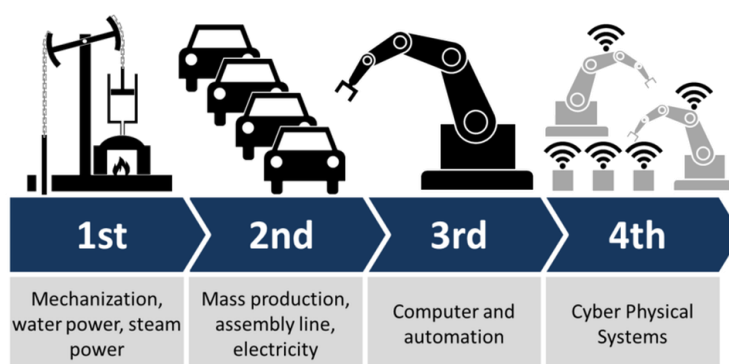 1st
2nd
3rd
4th
Mechanization,
water power, steam
power
Mass production,
assembly line,
electricity
Computer and
automation
Cyber Physical
Systems